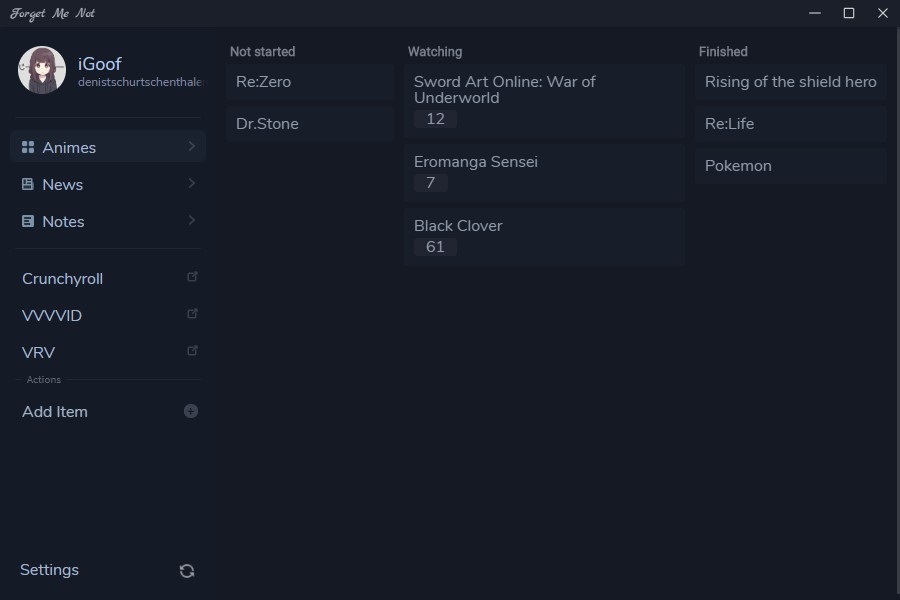 Forget Me Not
iGoof
denistschurtschenthale
Animes
News
Notes
Crunchyroll
VVVVID
VRV
Actions
Add Item
Settings
Not started
Re:Zero
Dr.Stone
Watching
Sword Art Online: War of
Underworld
12
Eromanga Sensei
7
Black Clover
61
Finished
Rising of the shield hero
Re:Life
Pokemon